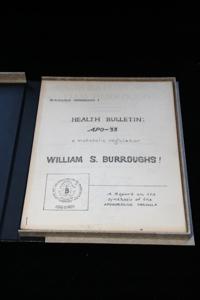 HEALTH BULLETIN:
APO-33
a metabolic regulator
WILLIAM S. BURROUGHS!
A Report on the
synthesis of the
APOMORPHINE FORMULA